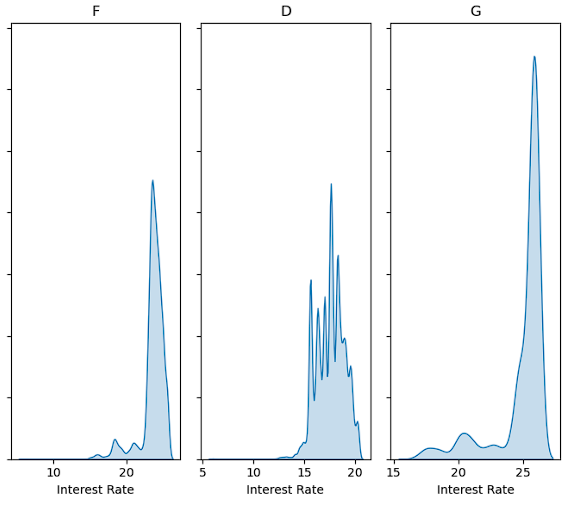 F D G
10 20 5 10 15 20 15 20 25
Interest Rate Interest Rate Interest Rate